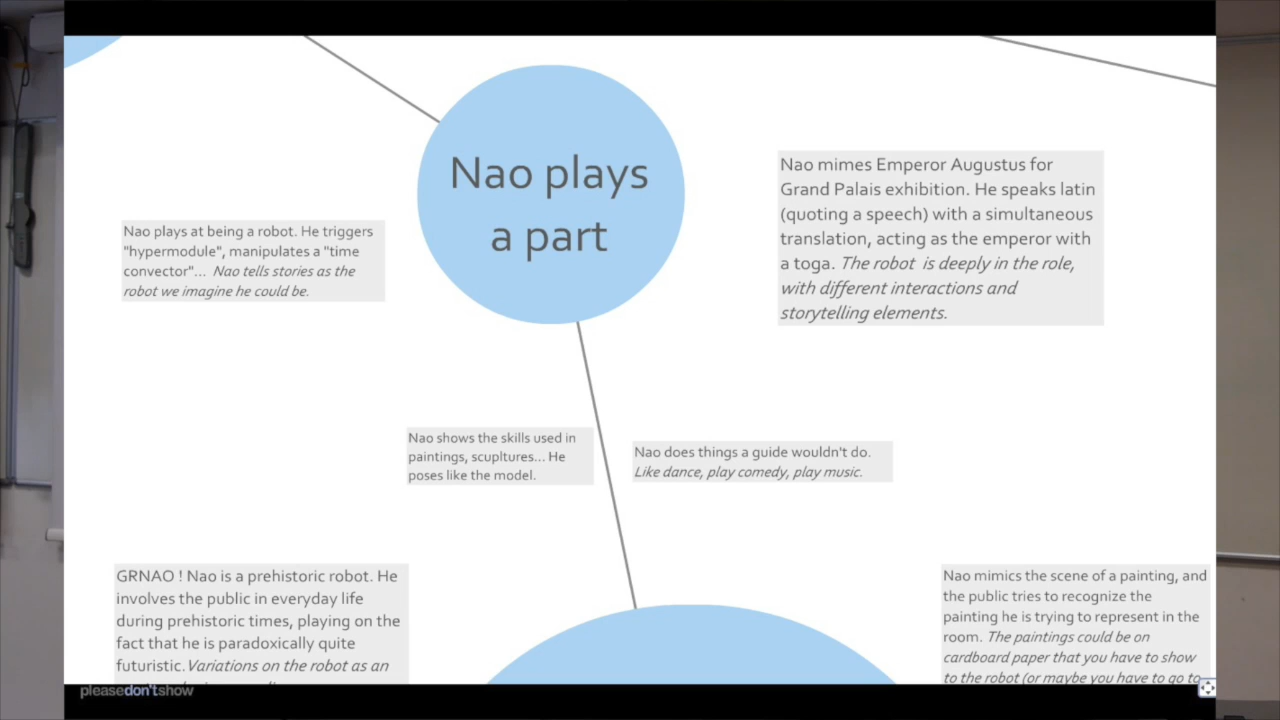 Nao plays
a part
Nao mimes Emperor Augustus for
Grand Palais exhibition. He speaks latin
(quoting a speech) with a simultaneous
translation, acting as the emperor with
a toga. The robot is deeply in the role,
with different interactions and
storytelling elements.
Nao plays at being a robot. He triggers
"hypermodule", manipulates a "time
convector"... Nao tells stories as the
robot we imagine he could be.
Nao shows the skills used in
paintings, scupltures... He
poses like the model.
Nao does things a guide wouldn't do.
Like dance, play comedy, play music.
GRNAO ! Nao is a prehistoric robot. He
involves the public in everyday life
during prehistoric times, playing on the
fact that he is paradoxically quite
futuristic. Variations on the robot as an
Nao mimics the scene of a painting, and
the public tries to recognize the
painting he is trying to represent in the
room. The paintings could be on
cardboard paper that you have to show
to the robot (or maybe you have to go to
pleasedon'tshow